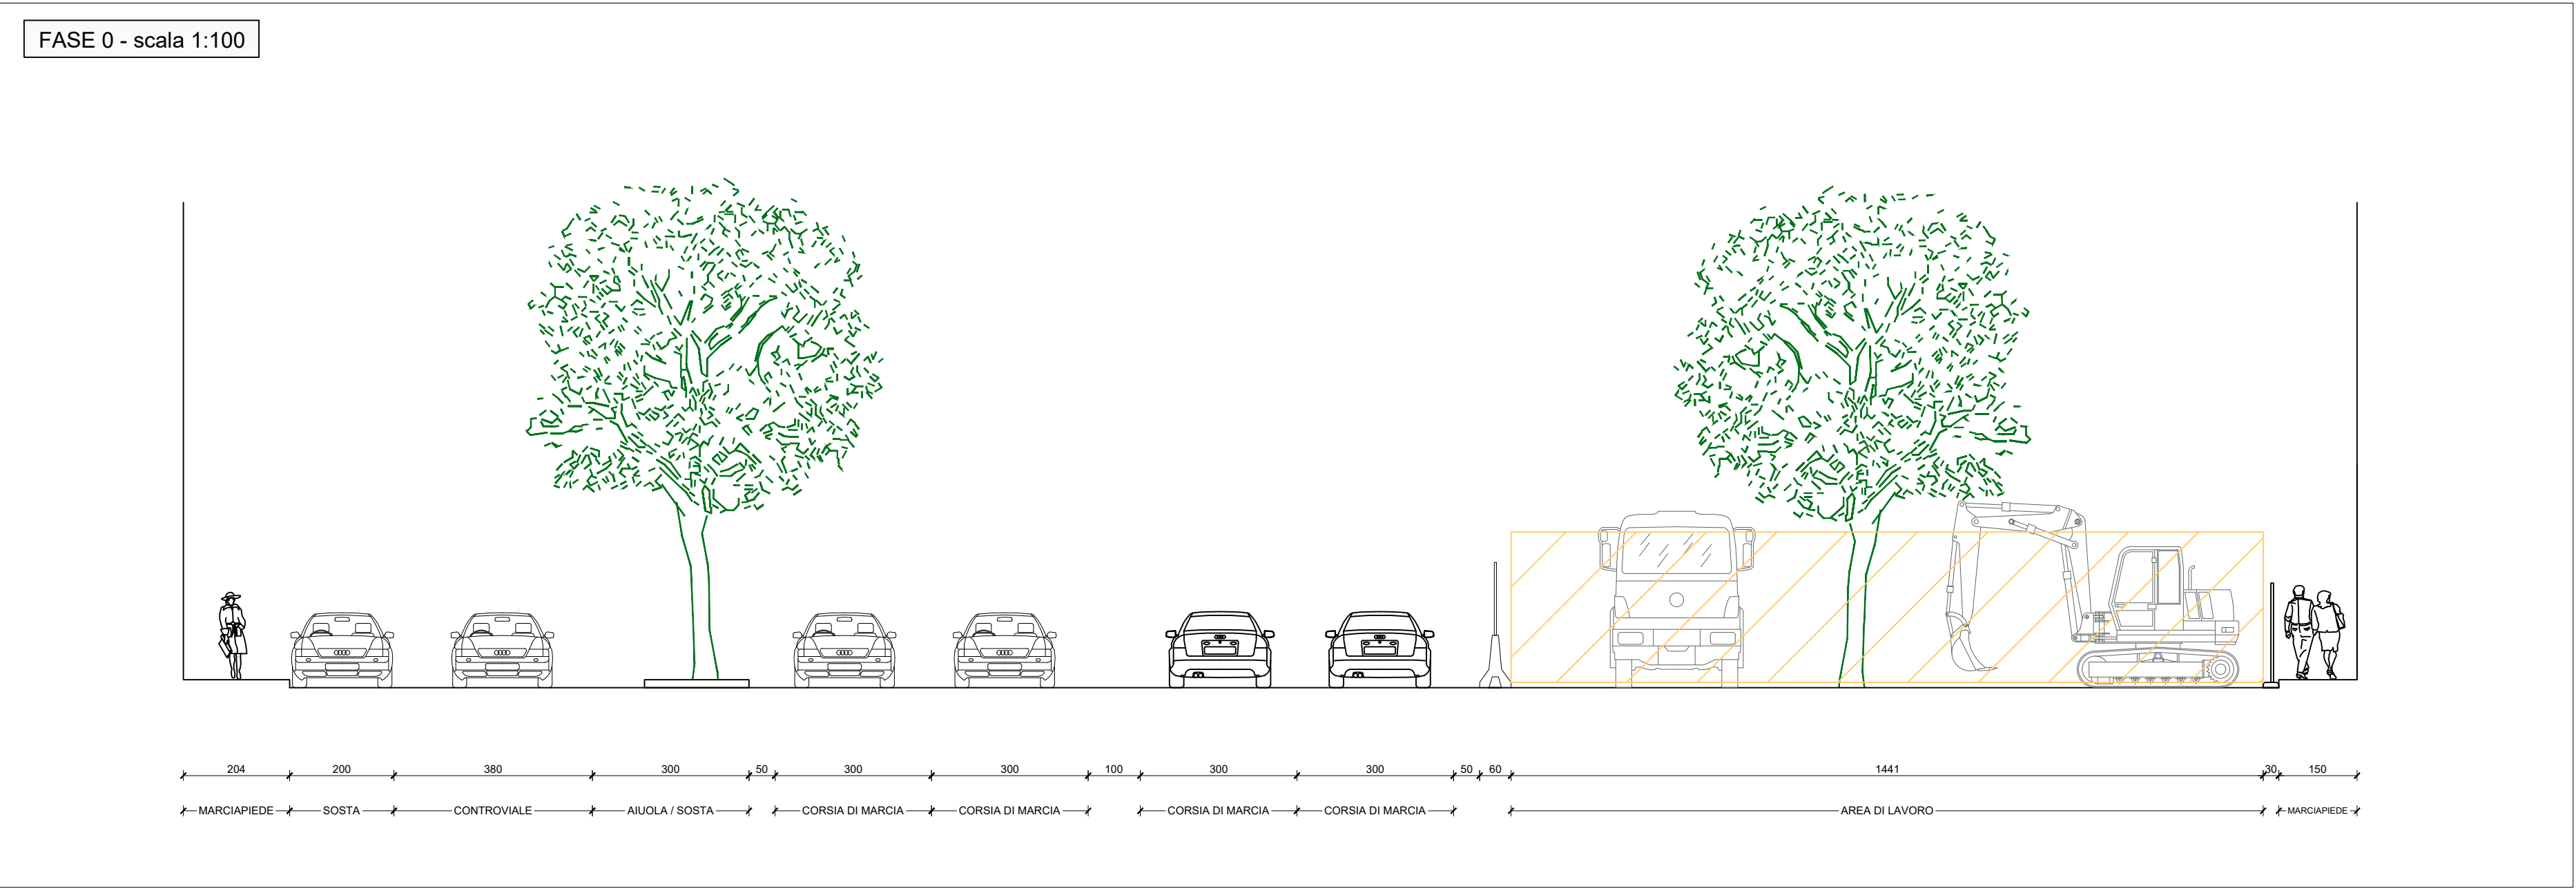 FASE 0 - scala 1:100
204 200 380 300 50 300 300 100 300 300 50 60 1441 30 150
MARCIAPIEDE SOSTA CONTROVIALE AIUOLA / SOSTA CORSIA DI MARCIA CORSIA DI MARCIA CORSIA DI MARCIA CORSIA DI MARCIA AREA DI LAVORO MARCIAPIEDE